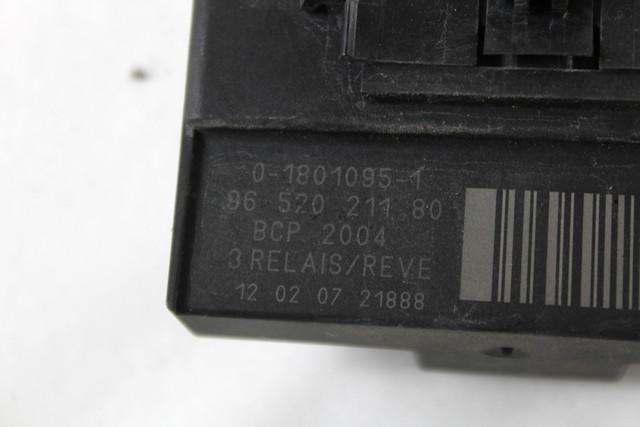 0-1801095-1
96 520 211 80
BCP 2004
3 RELAIS/REVE
12 02 07 21888